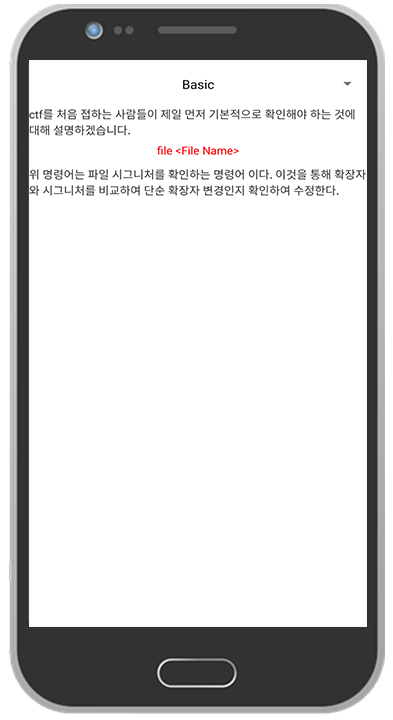 Basic
ctf를 처음 접하는 사람들이 제일 먼저 기본적으로 확인해야 하는 것에
대해 설명하겠습니다.
file <File Name>
위 명령어는 파일 시그니처를 확인하는 명령어 이다. 이것을 통해 확장자
와 시그니처를 비교하여 단순 확장자 변경인지 확인하여 수정한다.